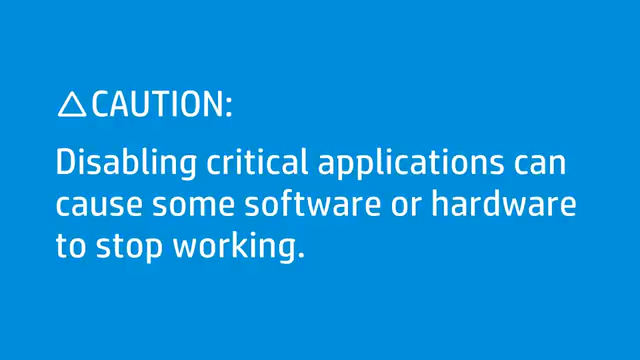 △CAUTION:
Disabling critical applications can
cause some software or hardware
to stop working.